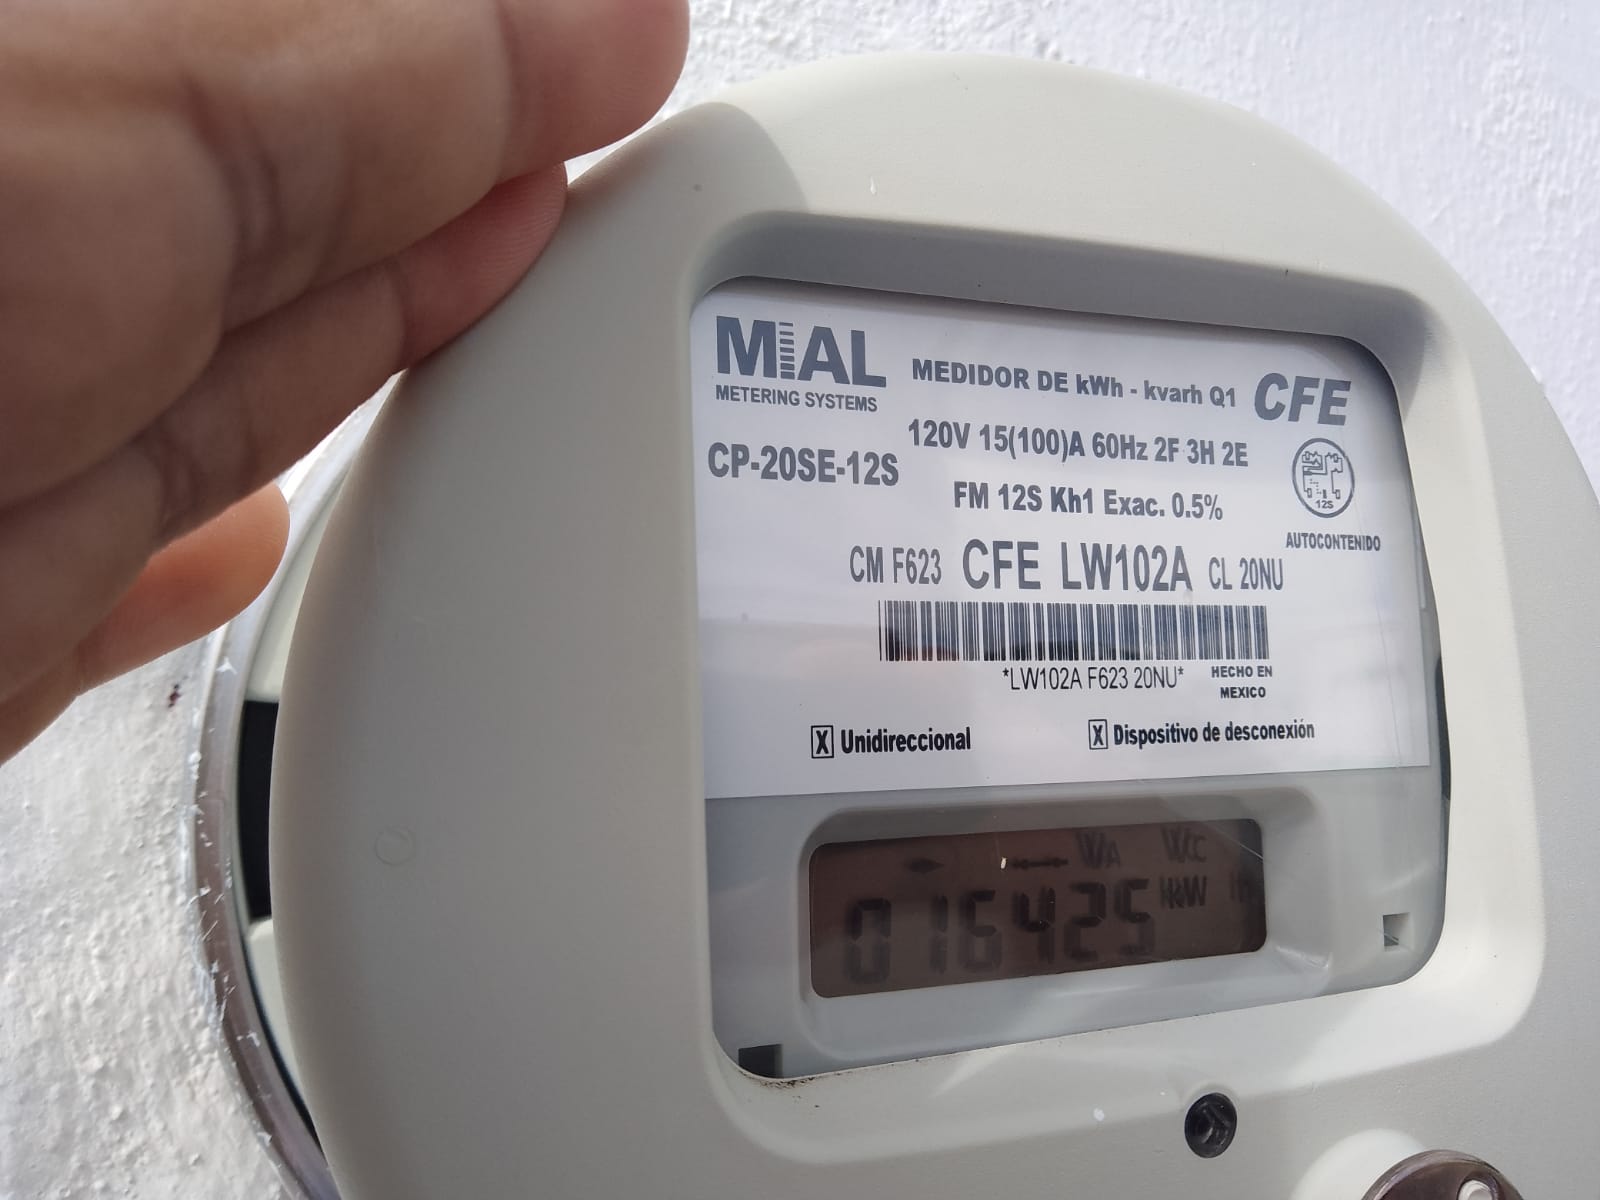 MIAL
METERING SYSTEMS
MEDIDOR DE kWh - kvarh Q1
CFE
CP-20SE-12S
120V 15(100)A 60Hz 2F 3H 2E
FM 12S Kh1 Exac. 0.5%
12S
AUTOCONTENIDO
CM F623 CFE LW102A CL 20NU
*LW102A F623 20NU*
HECHO EN
MEXICO
X Unidireccional
X Dispositivo de desconexión
016425